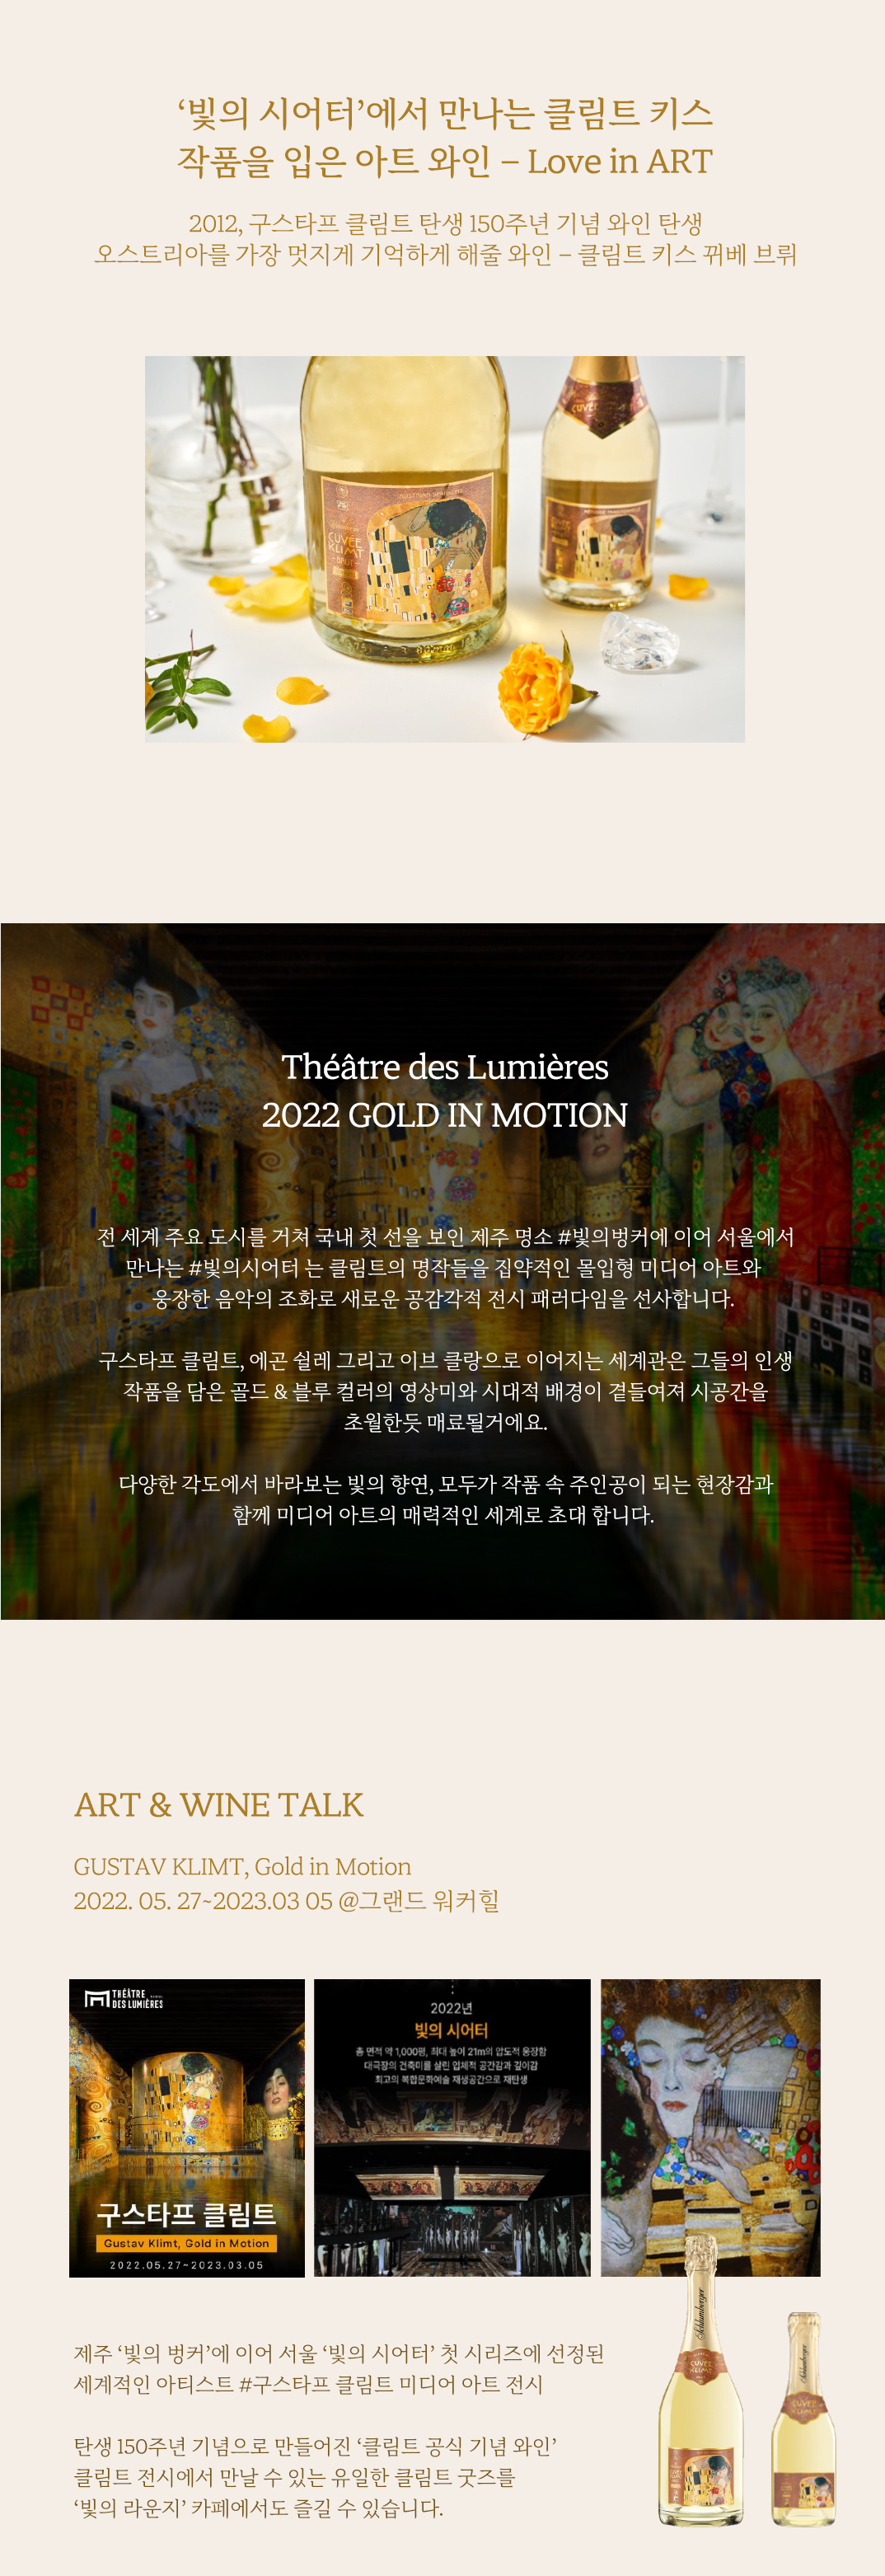 ‘빛의 시어터’에서 만나는 클림트 키스
작품을 입은 아트 와인 – Love in ART
2012, 구스타프 클림트 탄생 150주년 기념 와인 탄생
오스트리아를 가장 멋지게 기억하게 해줄 와인 – 클림트 키스 뀌베 브뤼
CUVÉE
KLIMT
BRUT
Théâtre des Lumières
2022 GOLD IN MOTION
전 세계 주요 도시를 거쳐 국내 첫 선을 보인 제주 명소 #빛의벙커에 이어 서울에서
만나는 #빛의시어터 는 클림트의 명작들을 집약적인 몰입형 미디어 아트와
웅장한 음악의 조화로 새로운 공감각적 전시 패러다임을 선사합니다.
구스타프 클림트, 에곤 쉴레 그리고 이브 클랑으로 이어지는 세계관은 그들의 인생
작품을 담은 골드 & 블루 컬러의 영상미와 시대적 배경이 곁들여져 시공간을
초월한듯 매료될거에요.
다양한 각도에서 바라보는 빛의 향연, 모두가 작품 속 주인공이 되는 현장감과
함께 미디어 아트의 매력적인 세계로 초대 합니다.
ART & WINE TALK
GUSTAV KLIMT, Gold in Motion
2022. 05. 27~2023.03 05 @그랜드 워커힐
THÉÂTRE
DES LUMIÈRES
구스타프 클림트
Gustav Klimt, Gold in Motion
2022.05.27~2023.03.05
2022년
빛의 시어터
총 면적 약 1,000평, 최대 높이 21m의 압도적 웅장함
대극장의 건축미를 살린 입체적 공간감과 깊이감
최고의 복합문화예술 재생공간으로 재탄생
제주 ‘빛의 벙커’에 이어 서울 ‘빛의 시어터’ 첫 시리즈에 선정된
세계적인 아티스트 #구스타프 클림트 미디어 아트 전시
탄생 150주년 기념으로 만들어진 ‘클림트 공식 기념 와인’
클림트 전시에서 만날 수 있는 유일한 클림트 굿즈를
‘빛의 라운지’ 카페에서도 즐길 수 있습니다.
Schlumberger
CUVÉE
KLIMT
Schlumberger
CUVÉE
KLIMT